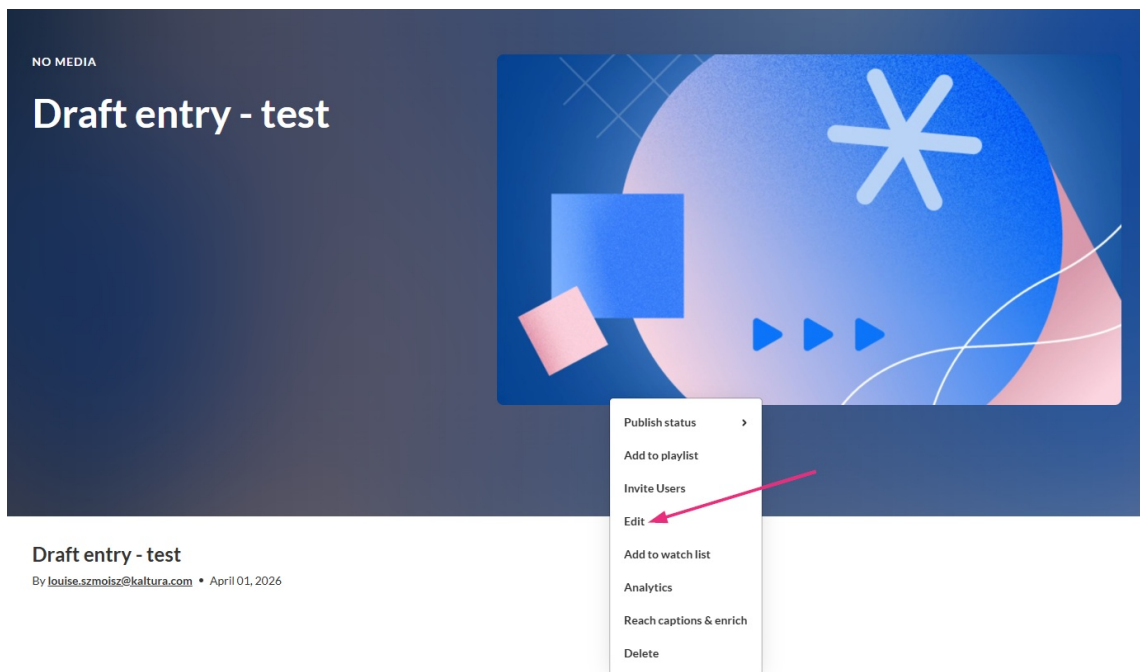 NO MEDIA
Draft entry - test
Publish status
Add to playlist
Invite Users
Edit
Add to watch list
Analytics
Reach captions & enrich
Delete
Draft entry - test
By louise.szmoisz@kaltura.com • April 01, 2026